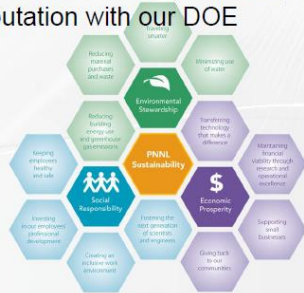 putation with our DOE
smarter
Reducing
material
purchases
and waste
Minimizing use
of water
Environmental
Stewardship
Reducing
building
energy use
and greenhouse
gas emissions
Transferring
technology
that makes a
difference
Keeping
employees
healthy
and safe
PNNL
Sustainability
Maintaining
financial
viability through
research and
operational
excellence
Social
Responsibility
$
Economic
Prosperity
Investing
in our employees'
professional
development
Fostering the
next generation
of scientists
and engineers
Supporting
small
businesses
Creating an
inclusive work
environment
Giving back
to our
communities